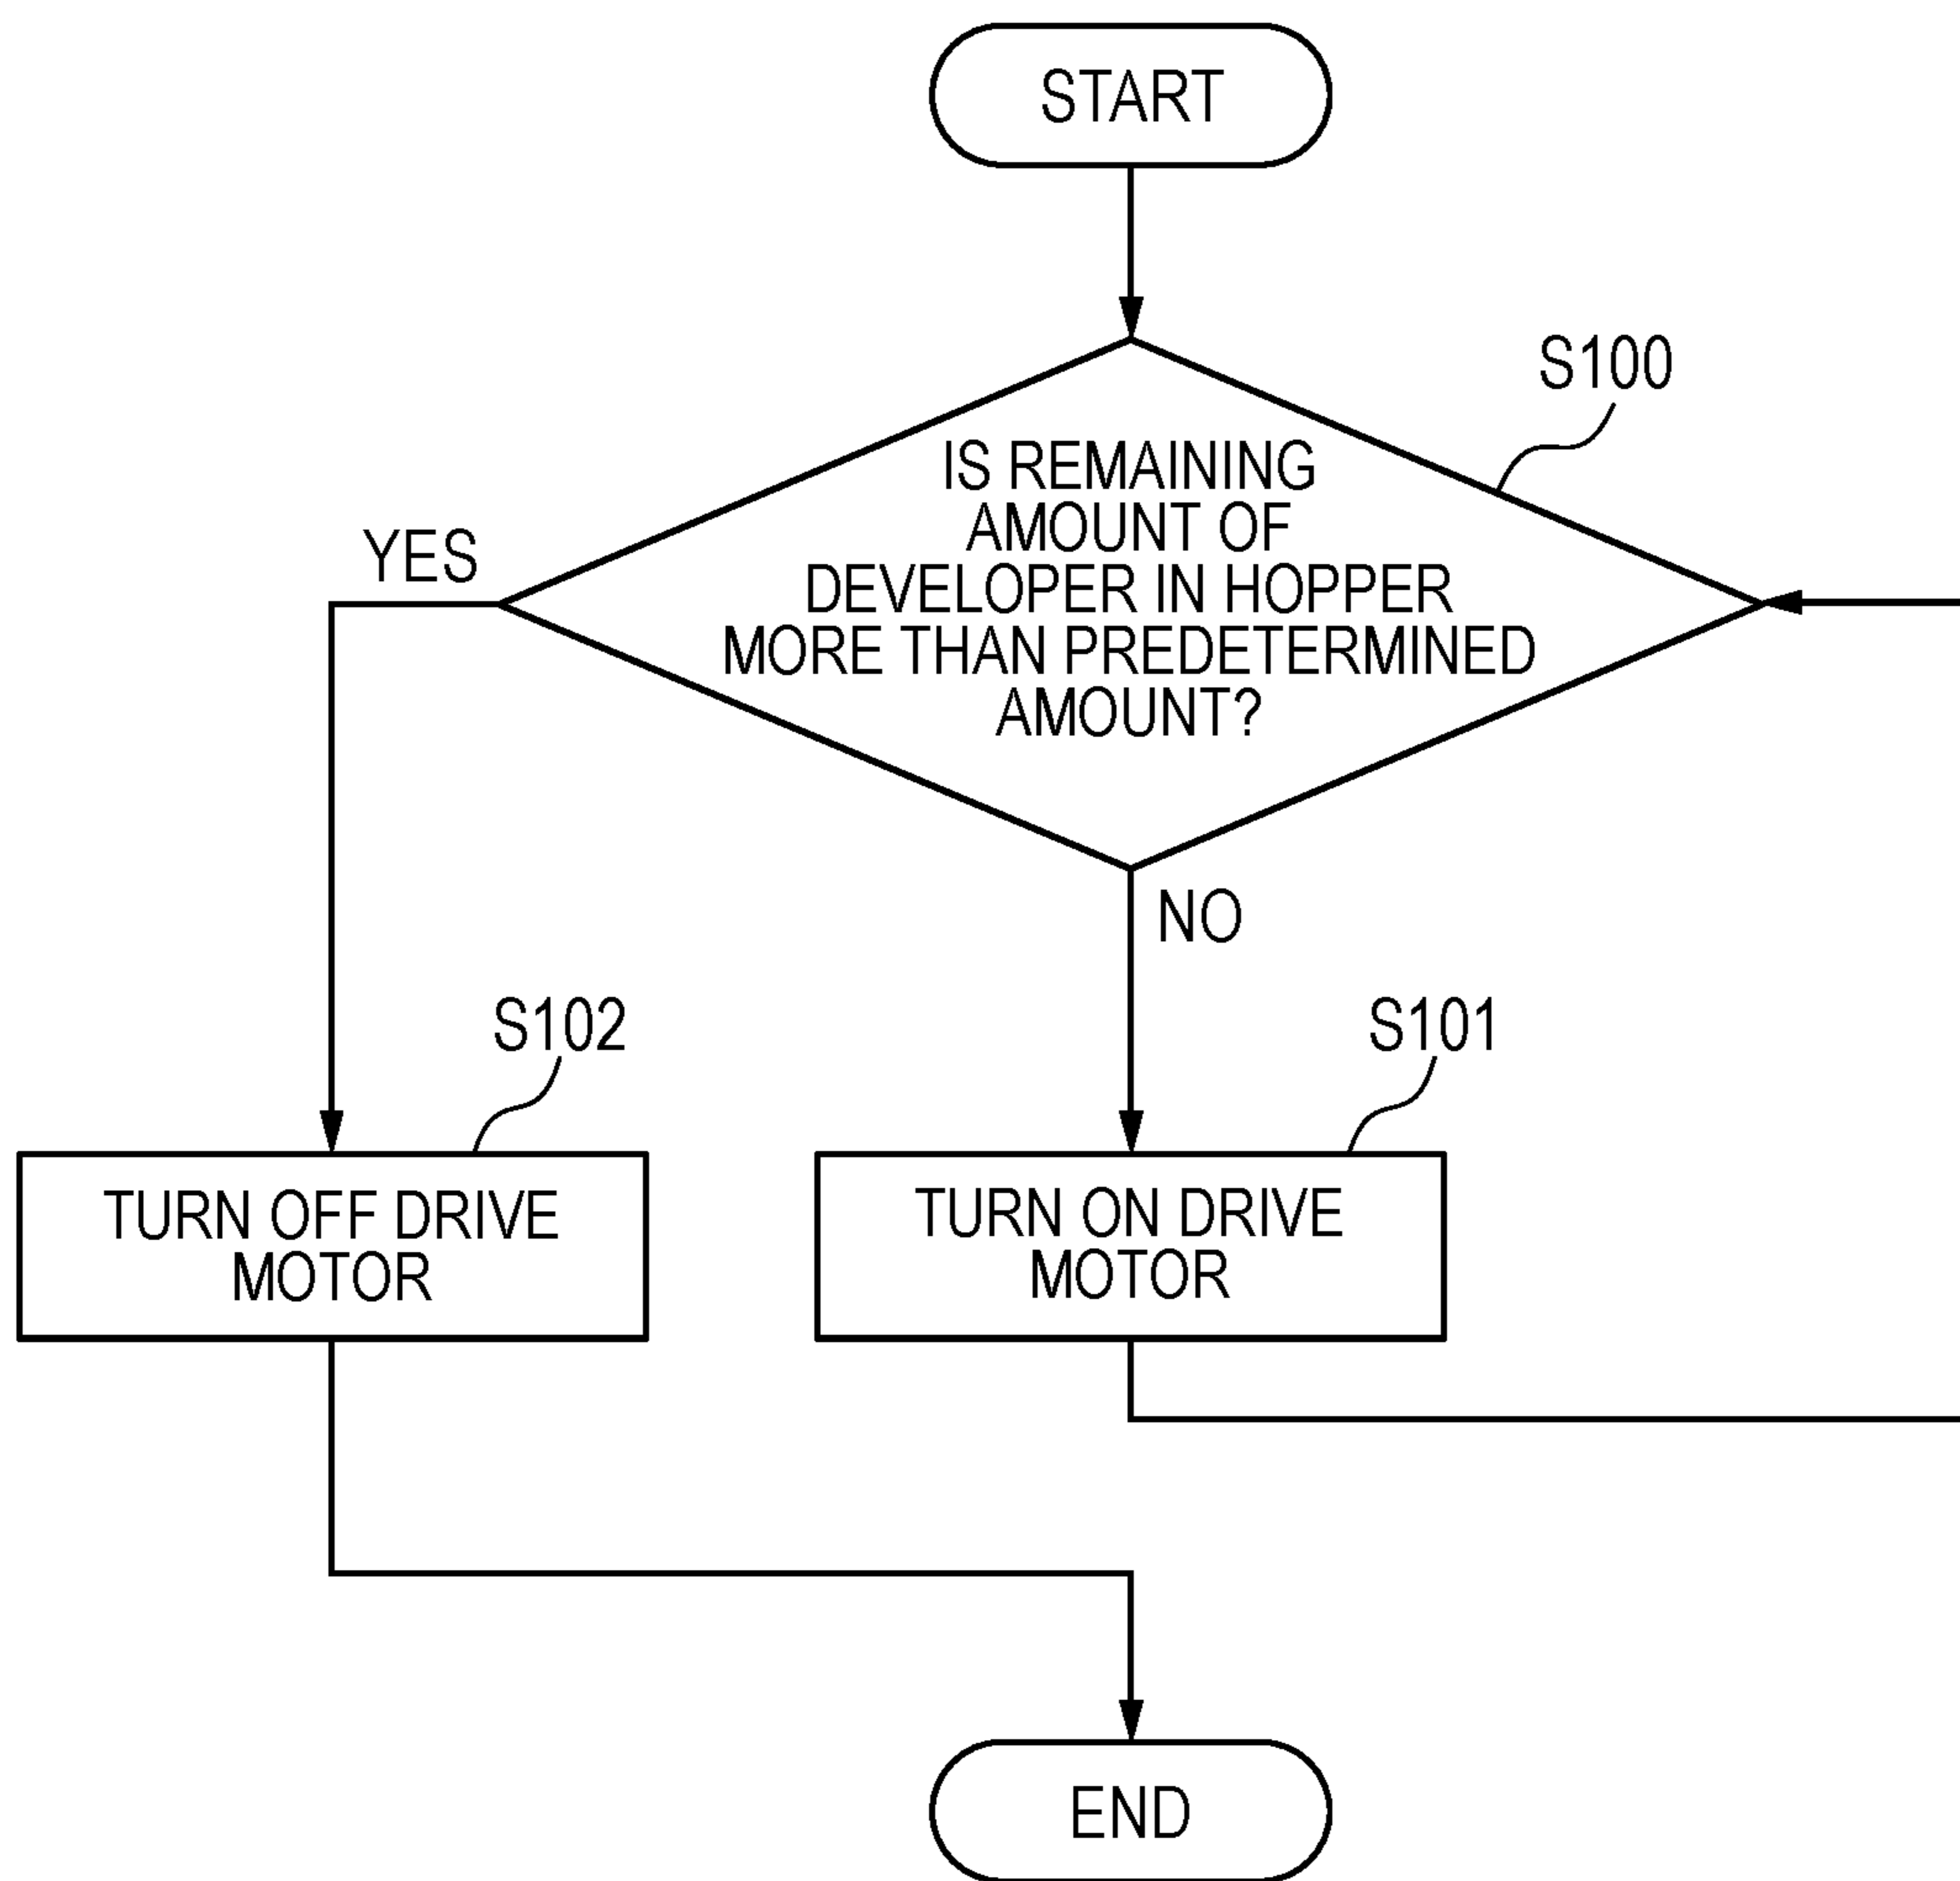 START
S100
IS REMAINING
AMOUNT OF
DEVELOPER IN HOPPER
MORE THAN PREDETERMINED
AMOUNT?
YES
NO
S102
S101
TURN OFF DRIVE
MOTOR
TURN ON DRIVE
MOTOR
END